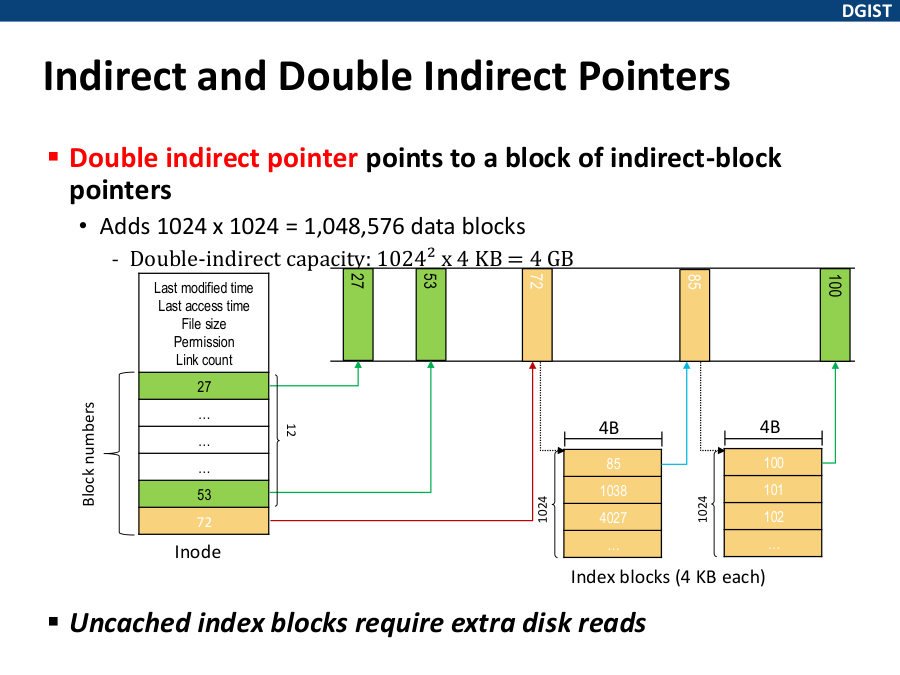 DGIST
Indirect and Double Indirect Pointers
▪ Double indirect pointer points to a block of indirect-block
pointers
• Adds 1024 x 1024 = 1,048,576 data blocks
- Double-indirect capacity: 1024² x 4 KB = 4 GB
Last modified time
Last access time
File size
Permission
Link count
27
...
...
...
53
72
Block numbers
12
Inode
27
53
72
85
100
4B
85
1038
4027
...
1024
4B
100
101
102
...
1024
Index blocks (4 KB each)
▪ Uncached index blocks require extra disk reads